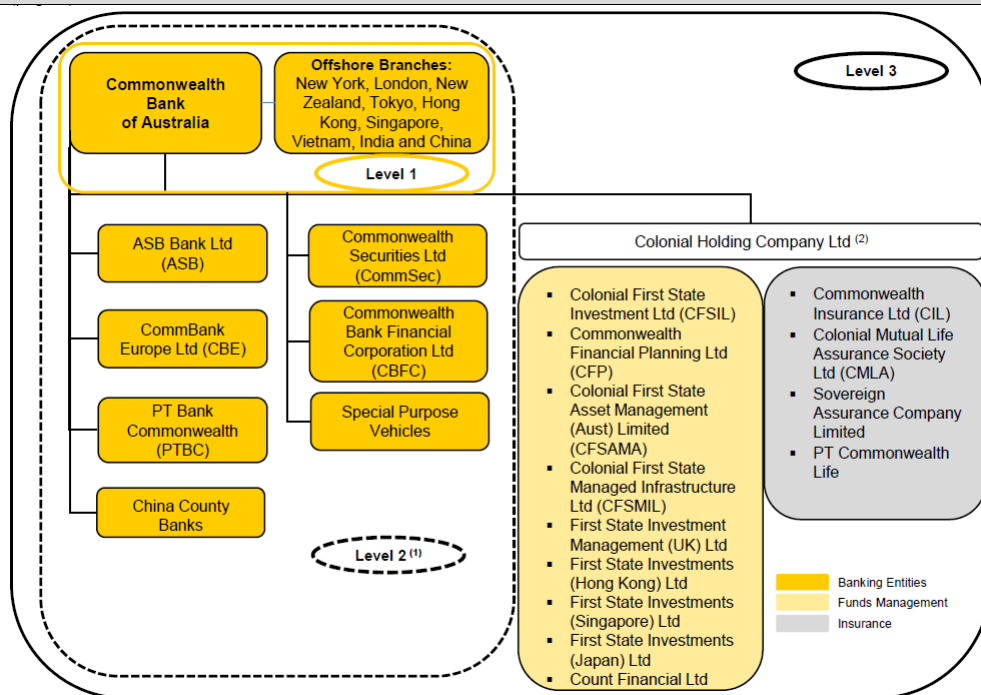 Commonwealth
Bank
of Australia
Offshore Branches:
New York, London, New
Zealand, Tokyo, Hong
Kong, Singapore,
Vietnam, India and China
Level 3
Level 1
ASB Bank Ltd
(ASB)
CommBank
Europe Ltd (CBE)
PT Bank
Commonwealth
(PTBC)
China County
Banks
Commonwealth
Securities Ltd
(CommSec)
Commonwealth
Bank Financial
Corporation Ltd
(CBFC)
Special Purpose
Vehicles
Level 2 (1)
Colonial Holding Company Ltd (2)
▪ Colonial First State
Investment Ltd (CFSIL)
▪ Commonwealth
Financial Planning Ltd
(CFP)
▪ Colonial First State
Asset Management
(Aust) Limited
(CFSAMA)
▪ Colonial First State
Managed Infrastructure
Ltd (CFSMIL)
▪ First State Investment
Management (UK) Ltd
▪ First State Investments
(Hong Kong) Ltd
▪ First State Investments
(Singapore) Ltd
▪ First State Investments
(Japan) Ltd
▪ Count Financial Ltd
▪ Commonwealth
Insurance Ltd (CIL)
▪ Colonial Mutual Life
Assurance Society
Ltd (CMLA)
▪ Sovereign
Assurance Company
Limited
▪ PT Commonwealth
Life
Banking Entities
Funds Management
Insurance